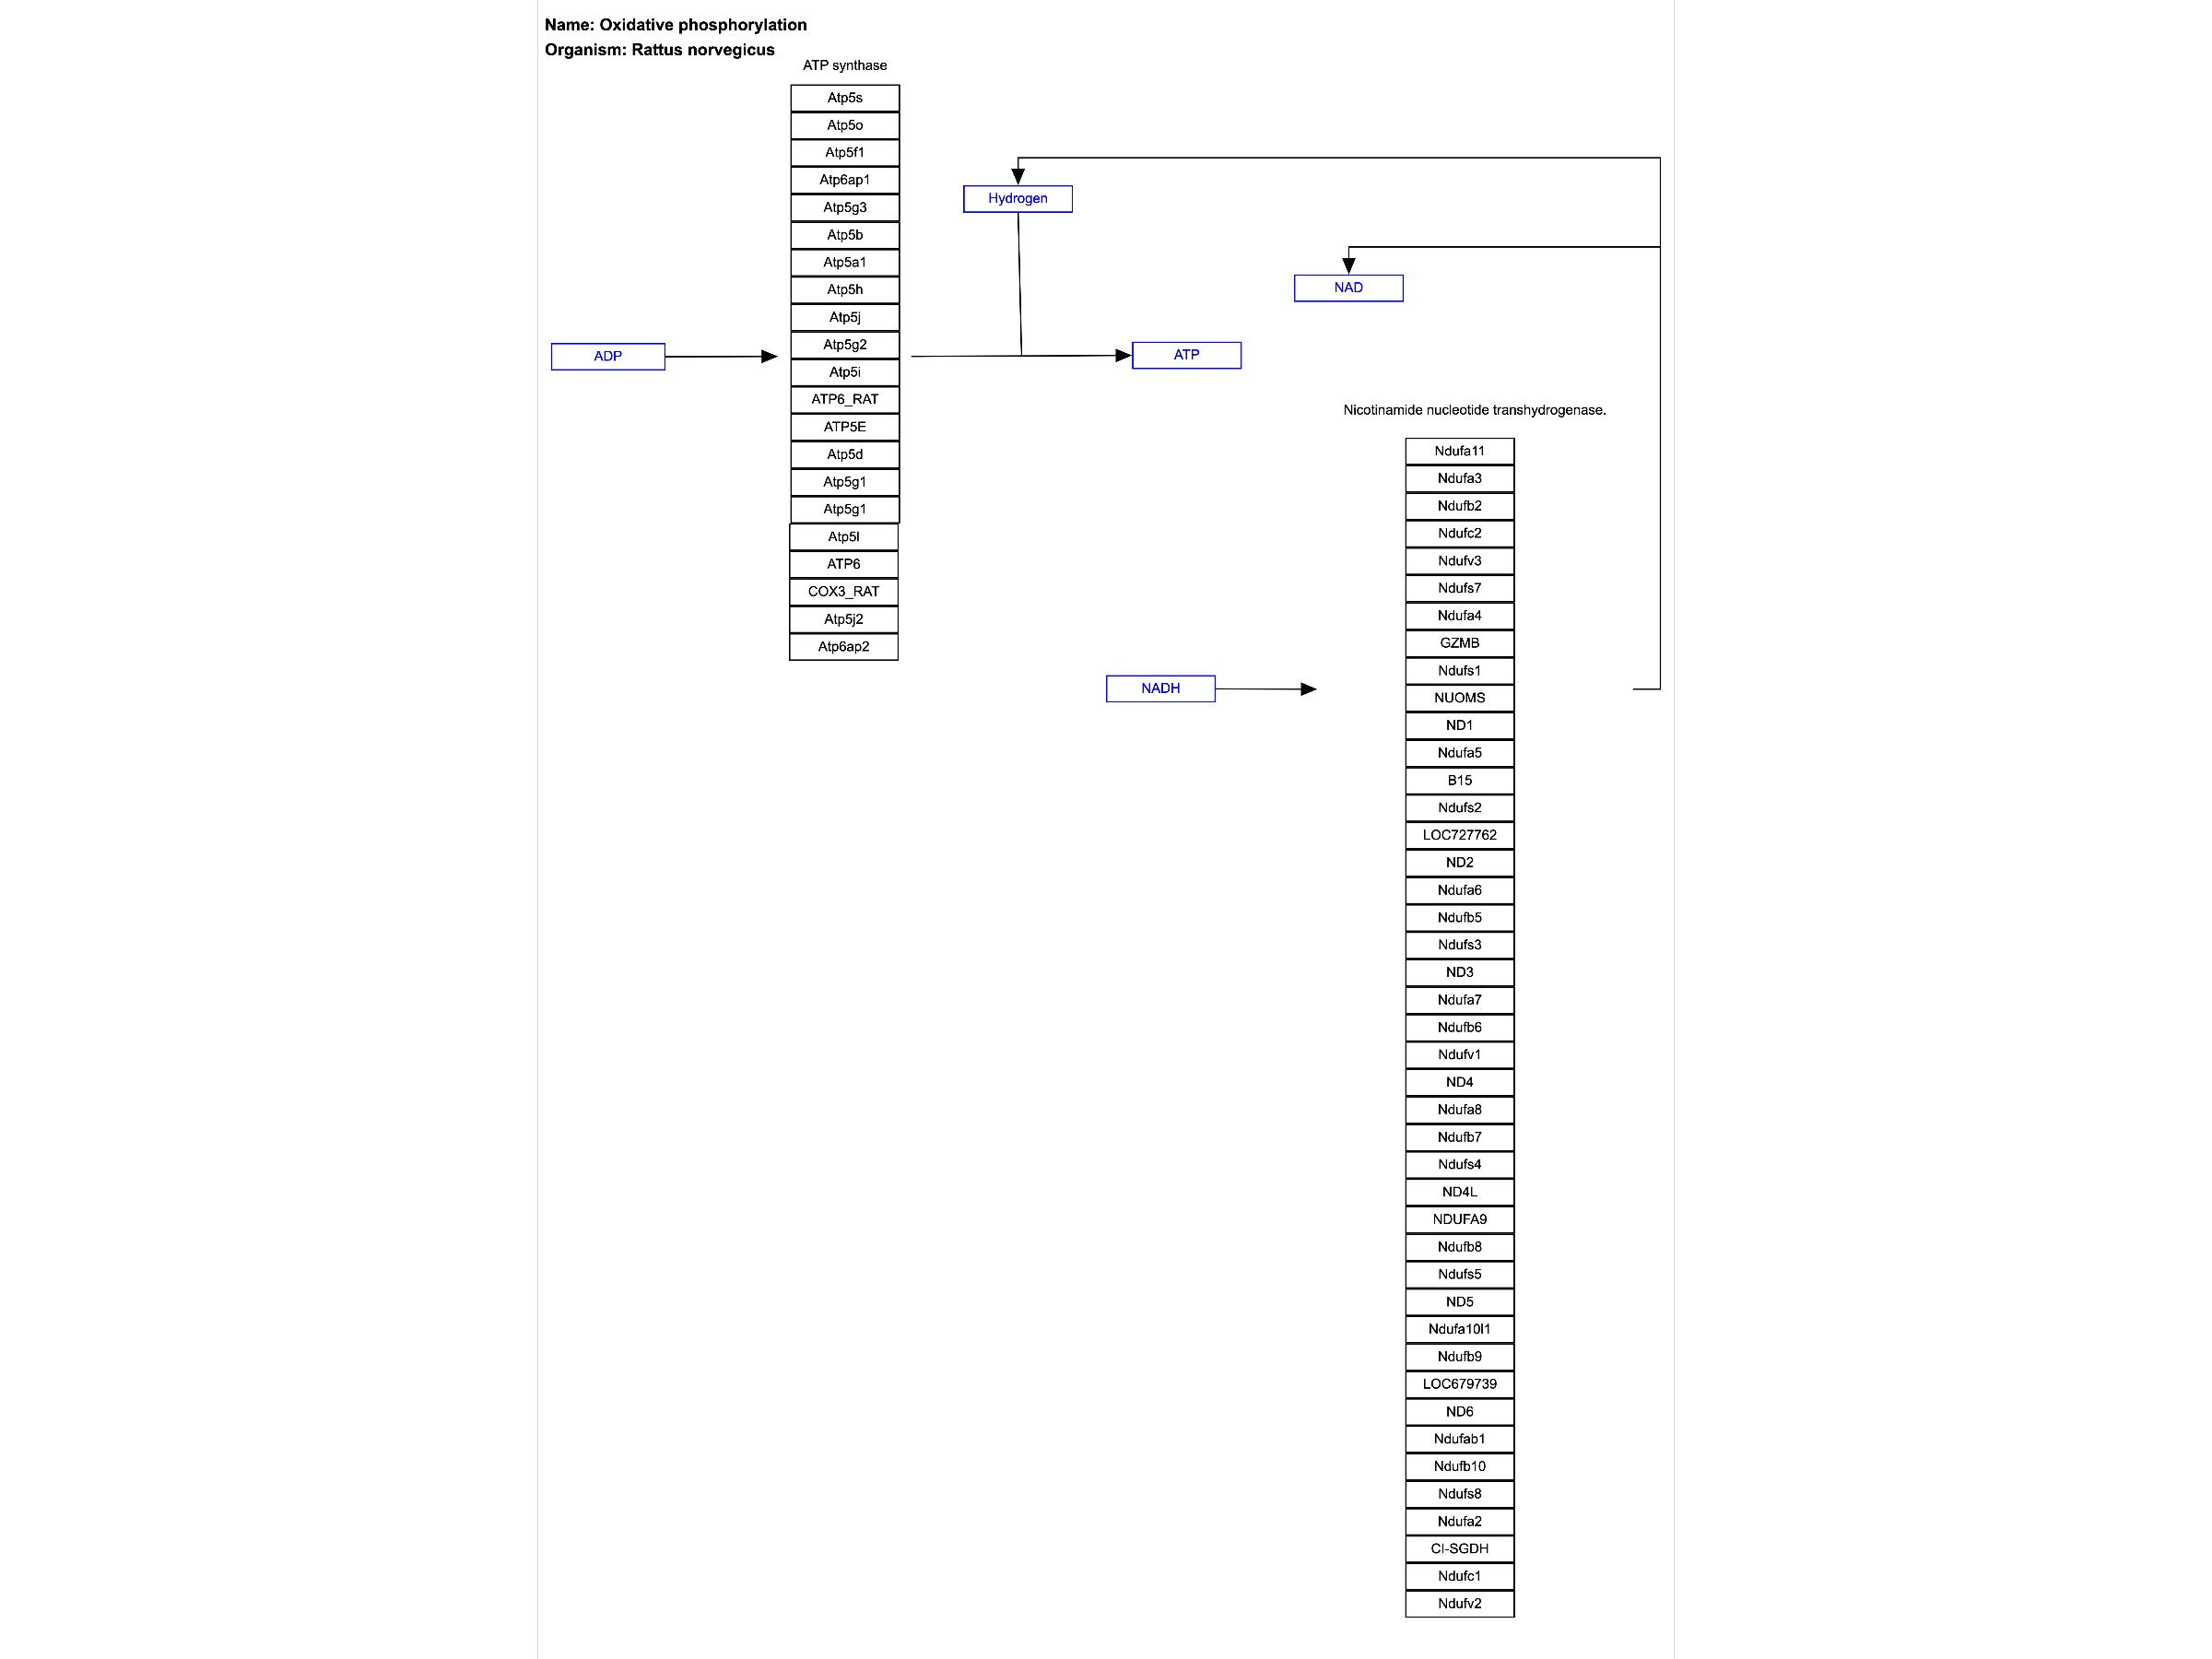 Name: Oxidative phosphorylation
Organism: Rattus norvegicus
ATP synthase
Atp5s
Atp5o
Atp5f1
Atp6ap1
Atp5g3
Atp5b
Atp5a1
Atp5h
Atp5j
Atp5g2
Atp5i
ATP6_RAT
ATP5E
Atp5d
Atp5g1
Atp5g1
Atp5l
ATP6
COX3_RAT
Atp5j2
Atp6ap2
Hydrogen
NAD
ADP
ATP
NADH
Nicotinamide nucleotide transhydrogenase.
Ndufa11
Ndufa3
Ndufb2
Ndufc2
Ndufv3
Ndufs7
Ndufa4
GZMB
Ndufs1
NUOMS
ND1
Ndufa5
B15
Ndufs2
LOC727762
ND2
Ndufa6
Ndufb5
Ndufs3
ND3
Ndufa7
Ndufb6
Ndufv1
ND4
Ndufa8
Ndufb7
Ndufs4
ND4L
NDUFA9
Ndufb8
Ndufs5
ND5
Ndufa10l1
Ndufb9
LOC679739
ND6
Ndufab1
Ndufb10
Ndufs8
Ndufa2
CI-SGDH
Ndufc1
Ndufv2